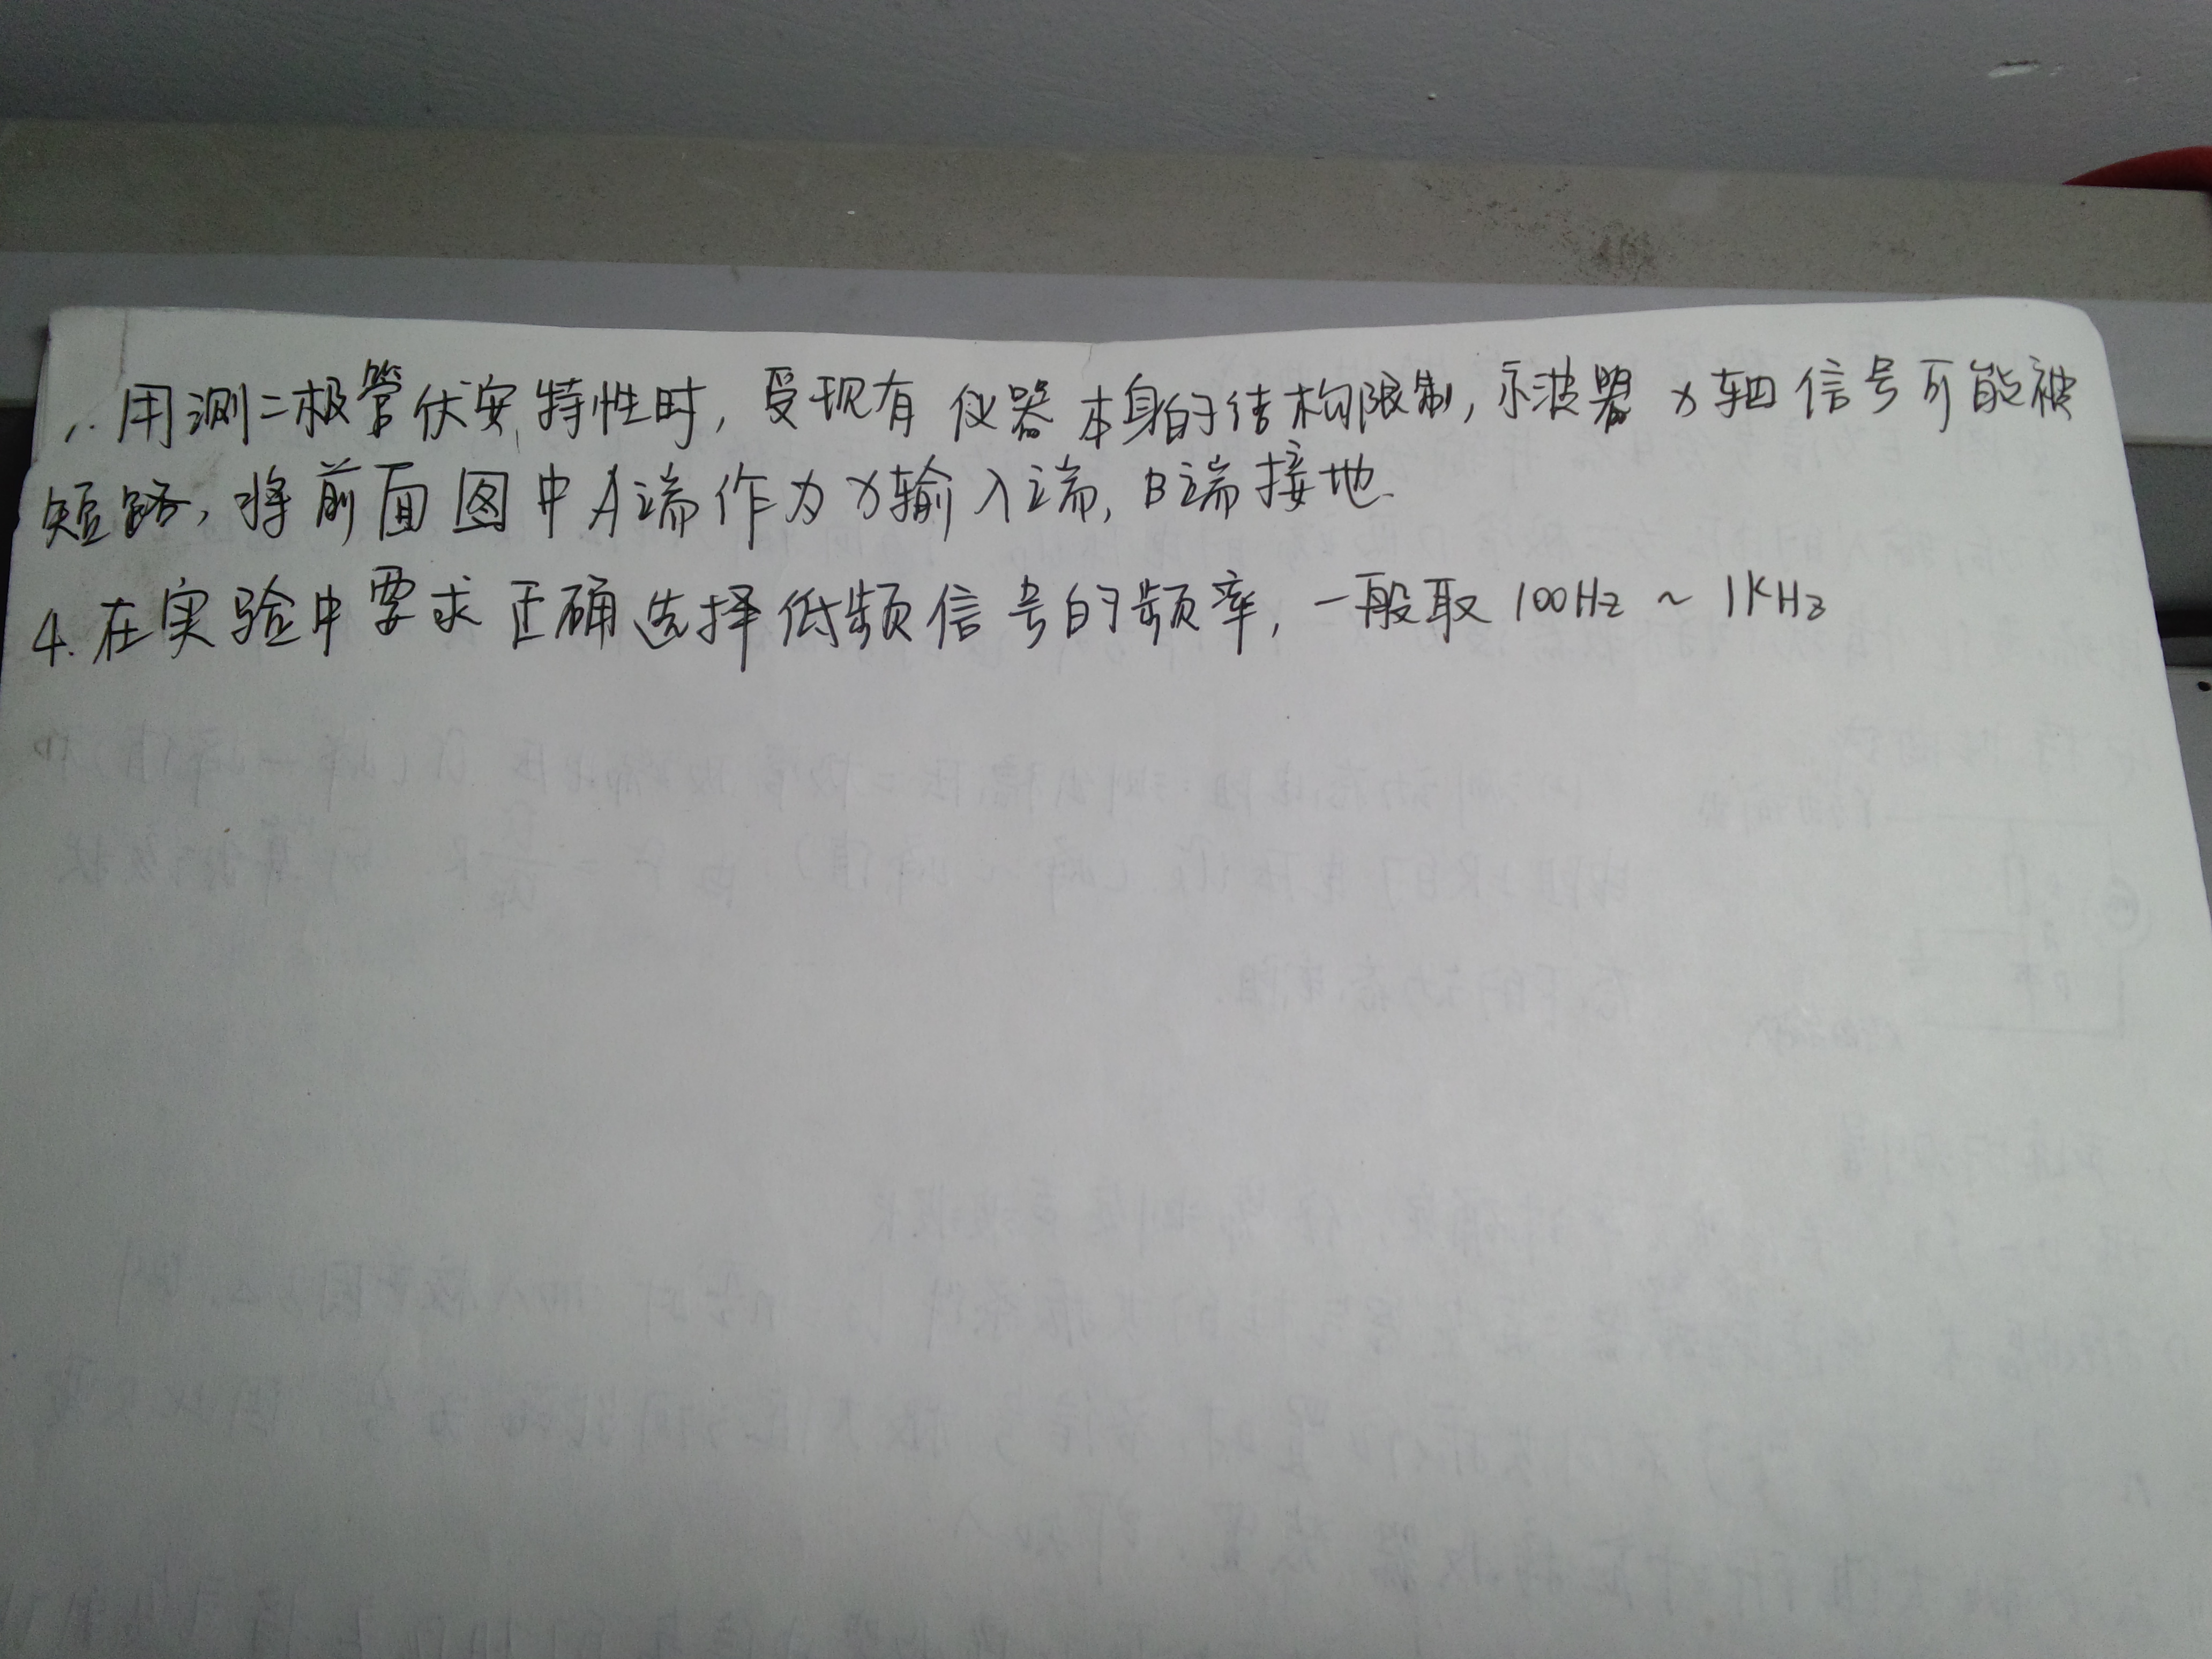 、用测二极管伏安特性时，受现有仪器本身的结构限制，示波器x轴信号可能被
短路，将前面图中A端作为x输入端，B端接地
4.在实验中要求正确选择低频信号的频率，一般取100Hz~1kHz